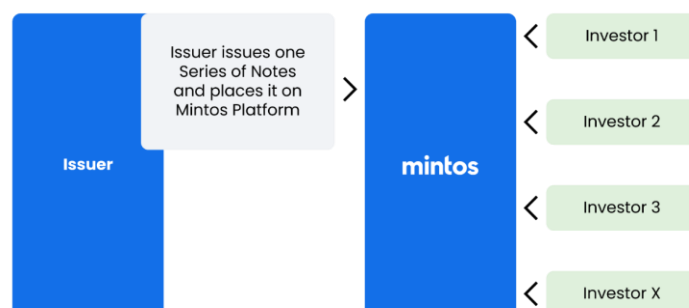 Issuer
Issuer issues one
Series of Notes
and places it on
Mintos Platform
mintos
Investor 1
Investor 2
Investor 3
Investor X